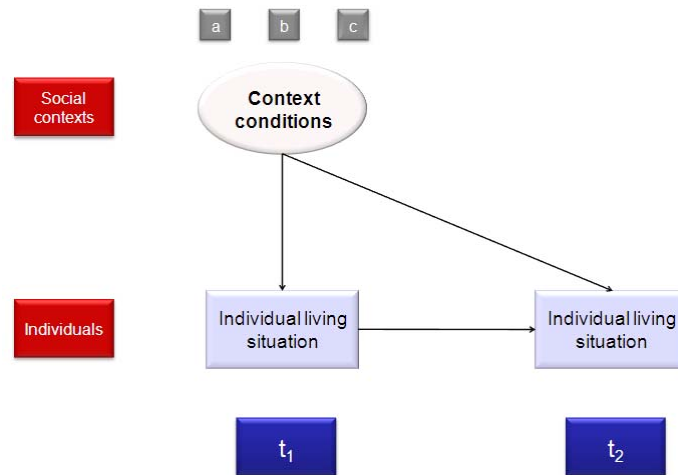 a b c
Social
contexts
Context
conditions
Individuals
Individual living
situation
Individual living
situation
t₁ t₂